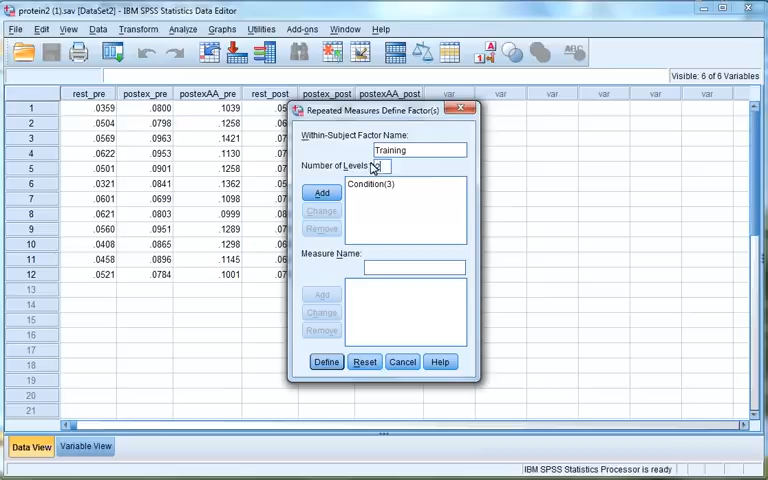 protein2 (1).sav [DataSet2] - IBM SPSS Statistics Data Editor
File Edit View Data Transform Analyze Graphs Utilities Add-ons Window Help
Visible: 6 of 6 Variables
rest_pre postex_pre postexAA_pre rest_post postex_post postexAA_post var var var
1 .0359 .0800 .1039
2 .0504 .0798 .1258
3 .0569 .0963 .1421
4 .0622 .0953 .1130
5 .0501 .0901 .1258
6 .0321 .0841 .1362
7 .0601 .0699 .1098
8 .0621 .0803 .0999
9 .0560 .0951 .1289
10 .0408 .0865 .1298
11 .0458 .0896 .1145
12 .0521 .0784 .1001
13
14
15
16
17
18
19
20
21
Repeated Measures Define Factor(s)
Within-Subject Factor Name:
Training
Number of Levels
Add
Change
Remove
Condition(3)
Measure Name:
Add
Change
Remove
Define Reset Cancel Help
Data View Variable View
IBM SPSS Statistics Processor is ready